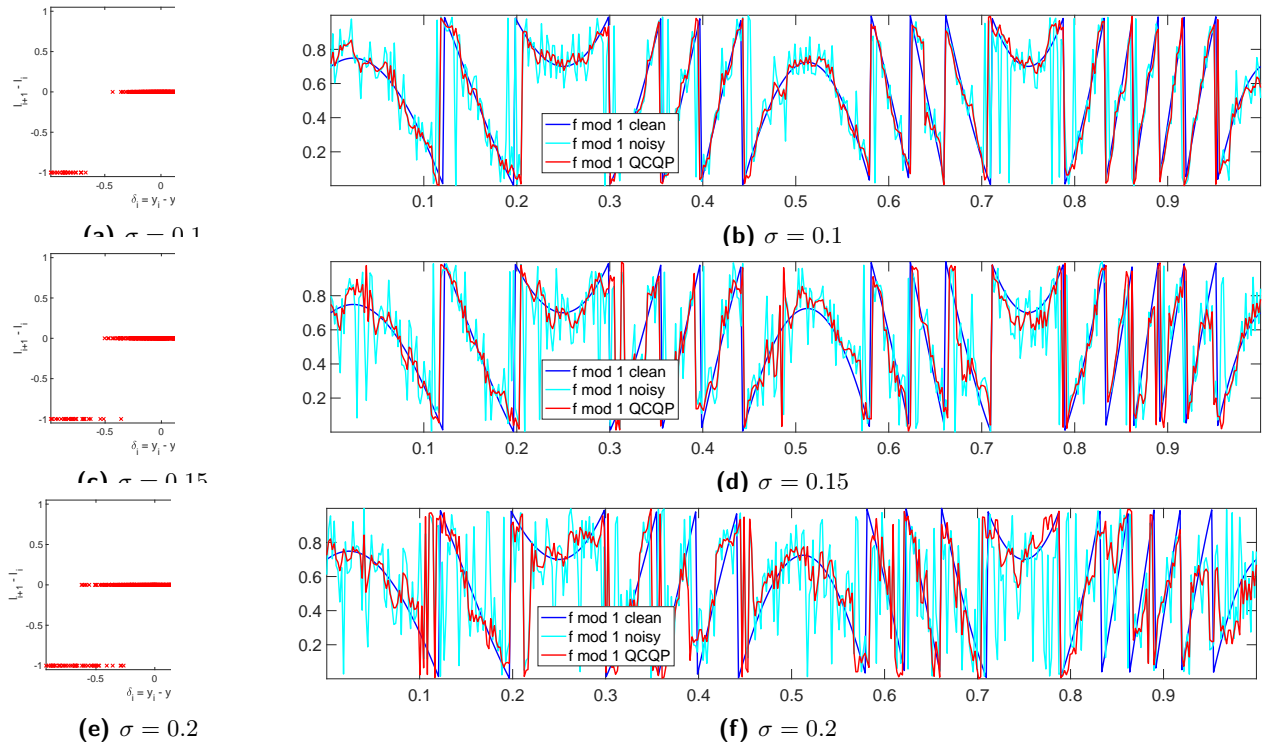 1
0.5
0
-0.5
-1
l_{i+1} - l_i
-0.5 0
δ_i = y_i - y
(a) σ = 0.1
0.8
0.6
0.4
0.2
f mod 1 clean
f mod 1 noisy
f mod 1 QCQP
0.1 0.2 0.3 0.4 0.5 0.6 0.7 0.8 0.9
(b) σ = 0.1
1
0.5
0
-0.5
-1
l_{i+1} - l_i
-0.5 0
δ_i = y_i - y
(c) σ = 0.15
0.8
0.6
0.4
0.2
f mod 1 clean
f mod 1 noisy
f mod 1 QCQP
0.1 0.2 0.3 0.4 0.5 0.6 0.7 0.8 0.9
(d) σ = 0.15
1
0.5
0
-0.5
-1
l_{i+1} - l_i
-0.5 0
δ_i = y_i - y
(e) σ = 0.2
0.8
0.6
0.4
0.2
f mod 1 clean
f mod 1 noisy
f mod 1 QCQP
0.1 0.2 0.3 0.4 0.5 0.6 0.7 0.8 0.9
(f) σ = 0.2